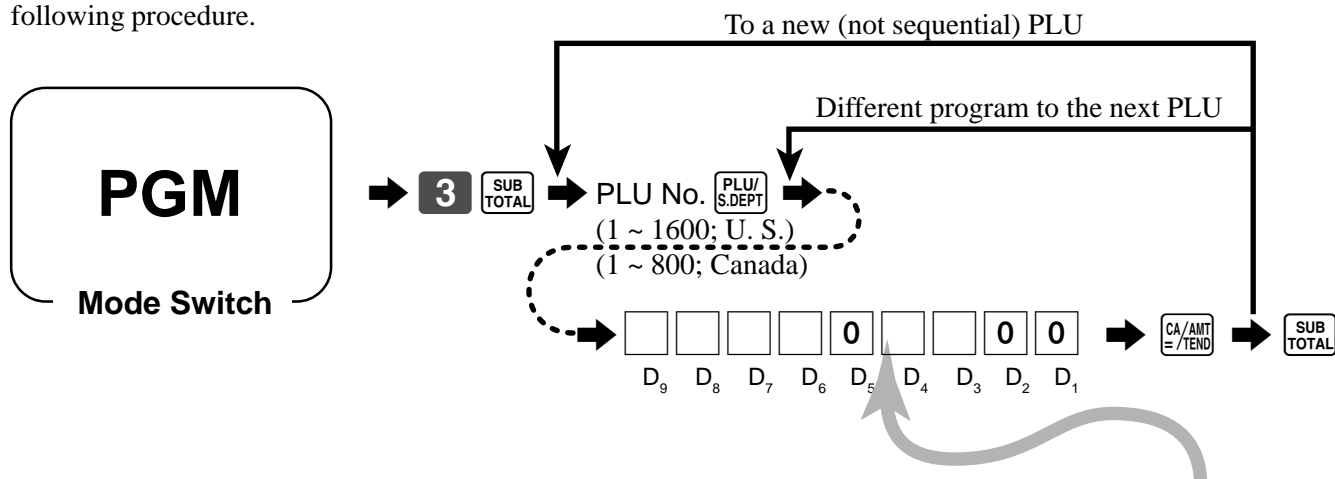 following procedure.
To a new (not sequential) PLU
Different program to the next PLU
PGM
Mode Switch
3 SUB TOTAL PLU No. PLU/ S.DEPT
(1 ~ 1600; U. S.)
(1 ~ 800; Canada)
0 0 0 CA/AMT = /TEND SUB TOTAL
D9 D8 D7 D6 D5 D4 D3 D2 D1